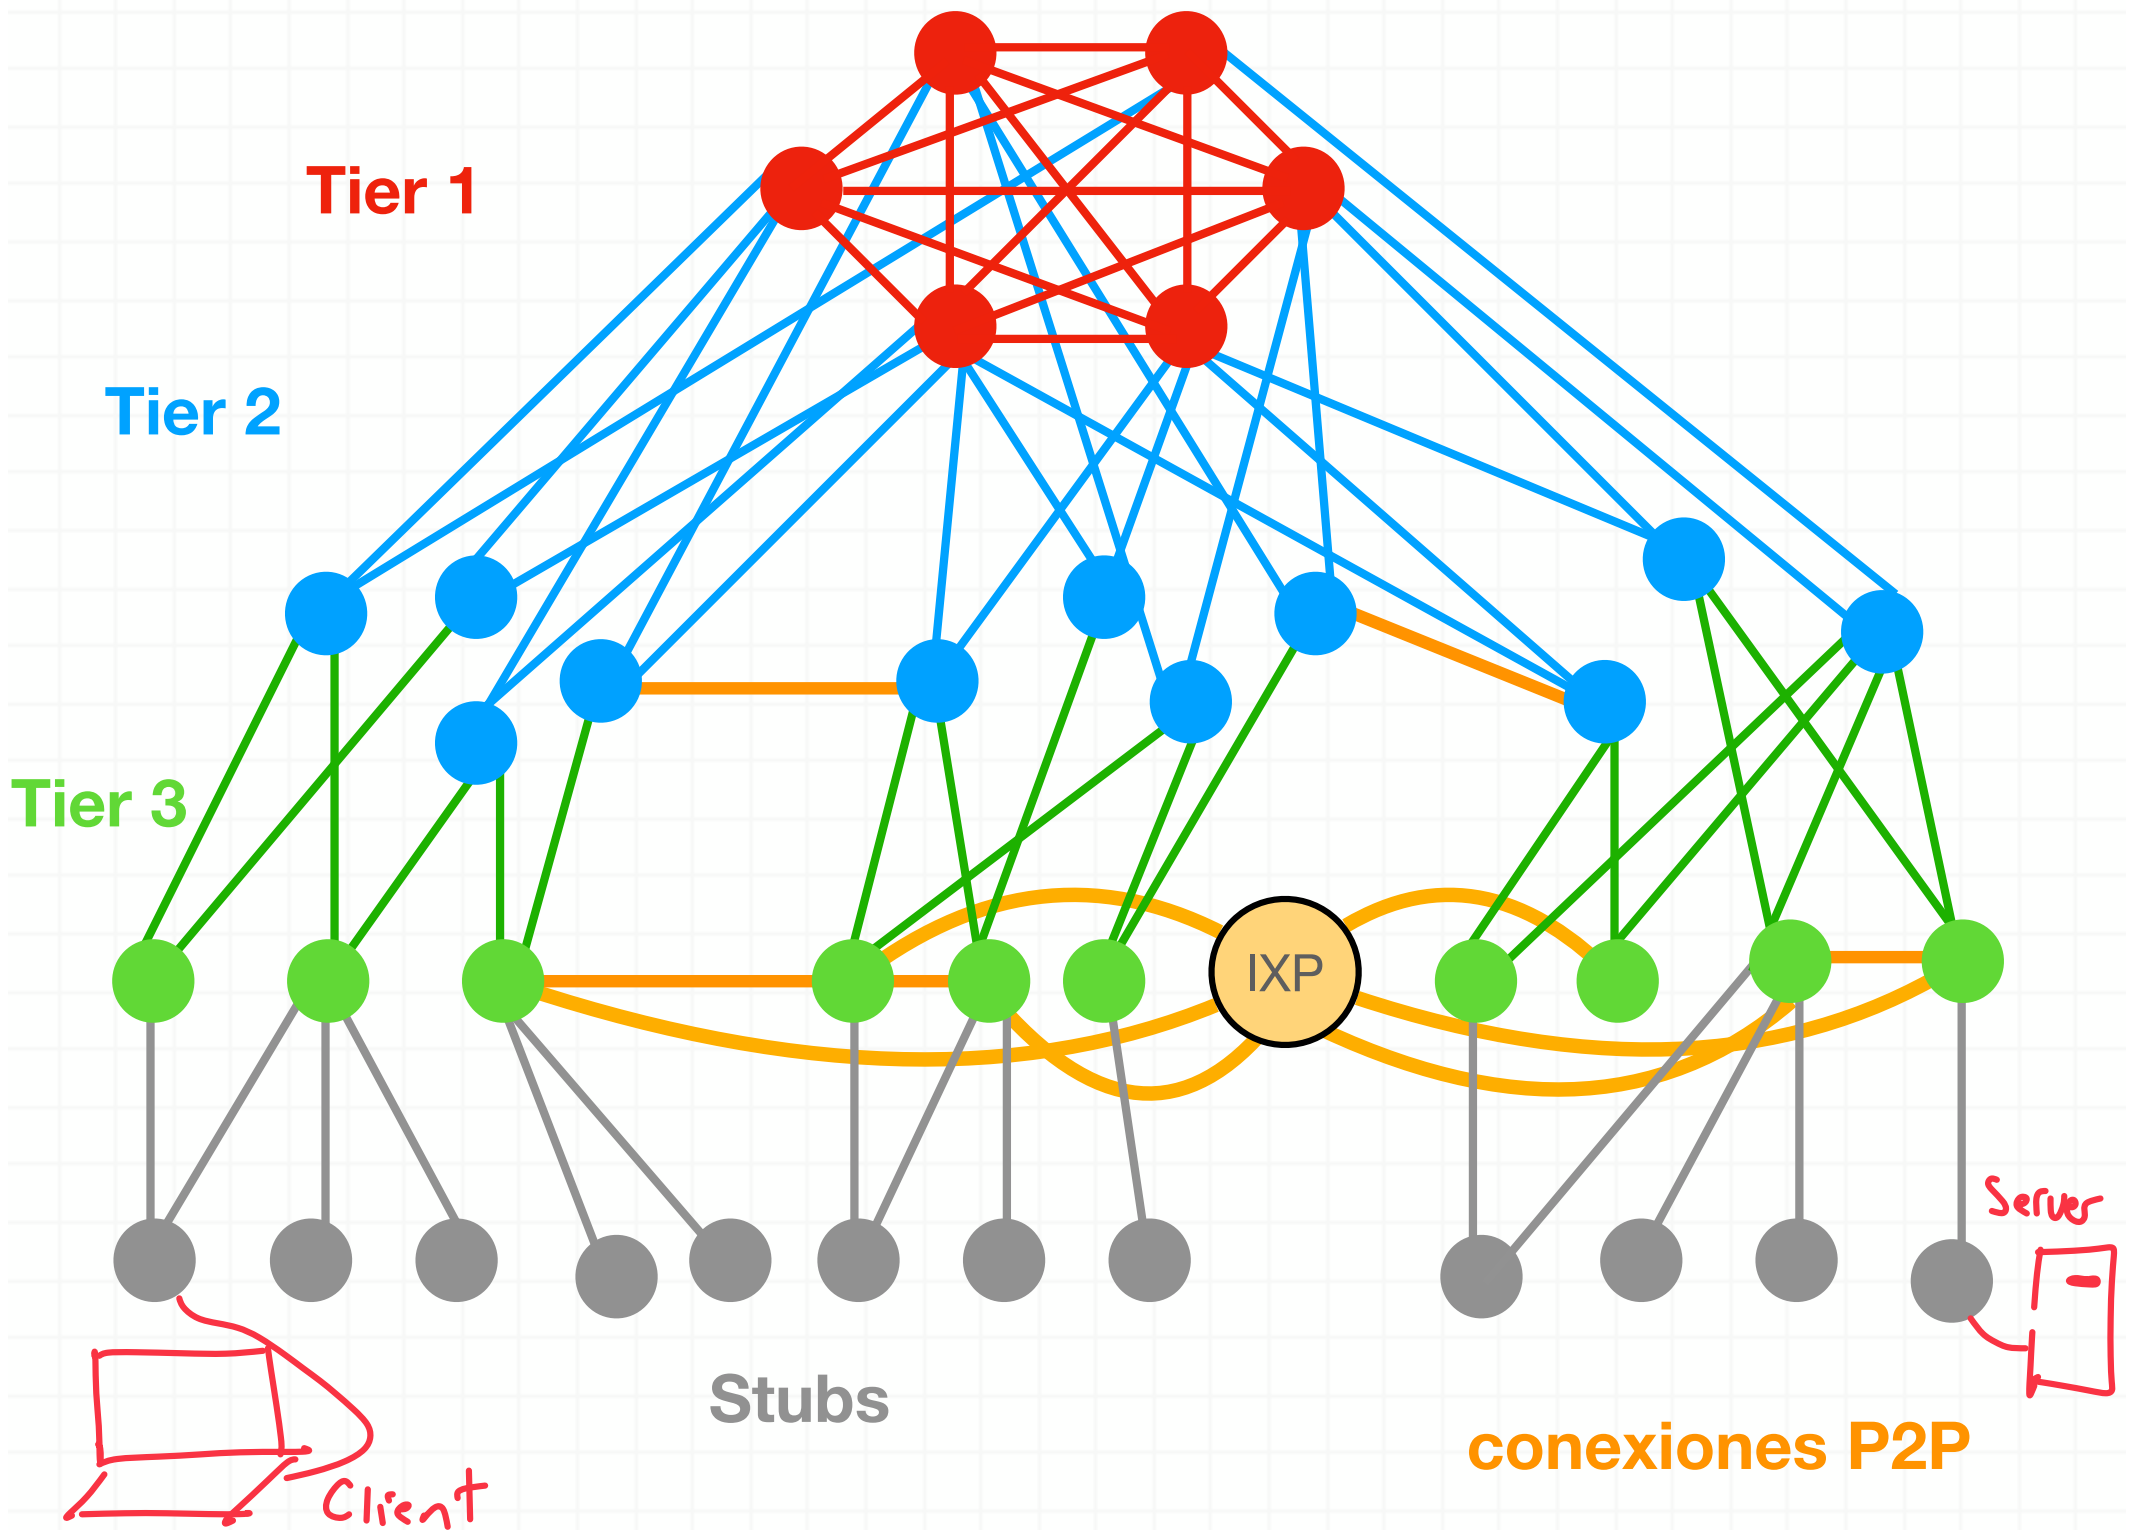 Tier 1
Tier 2
Tier 3
IXP
Server
Stubs
conexiones P2P
Client